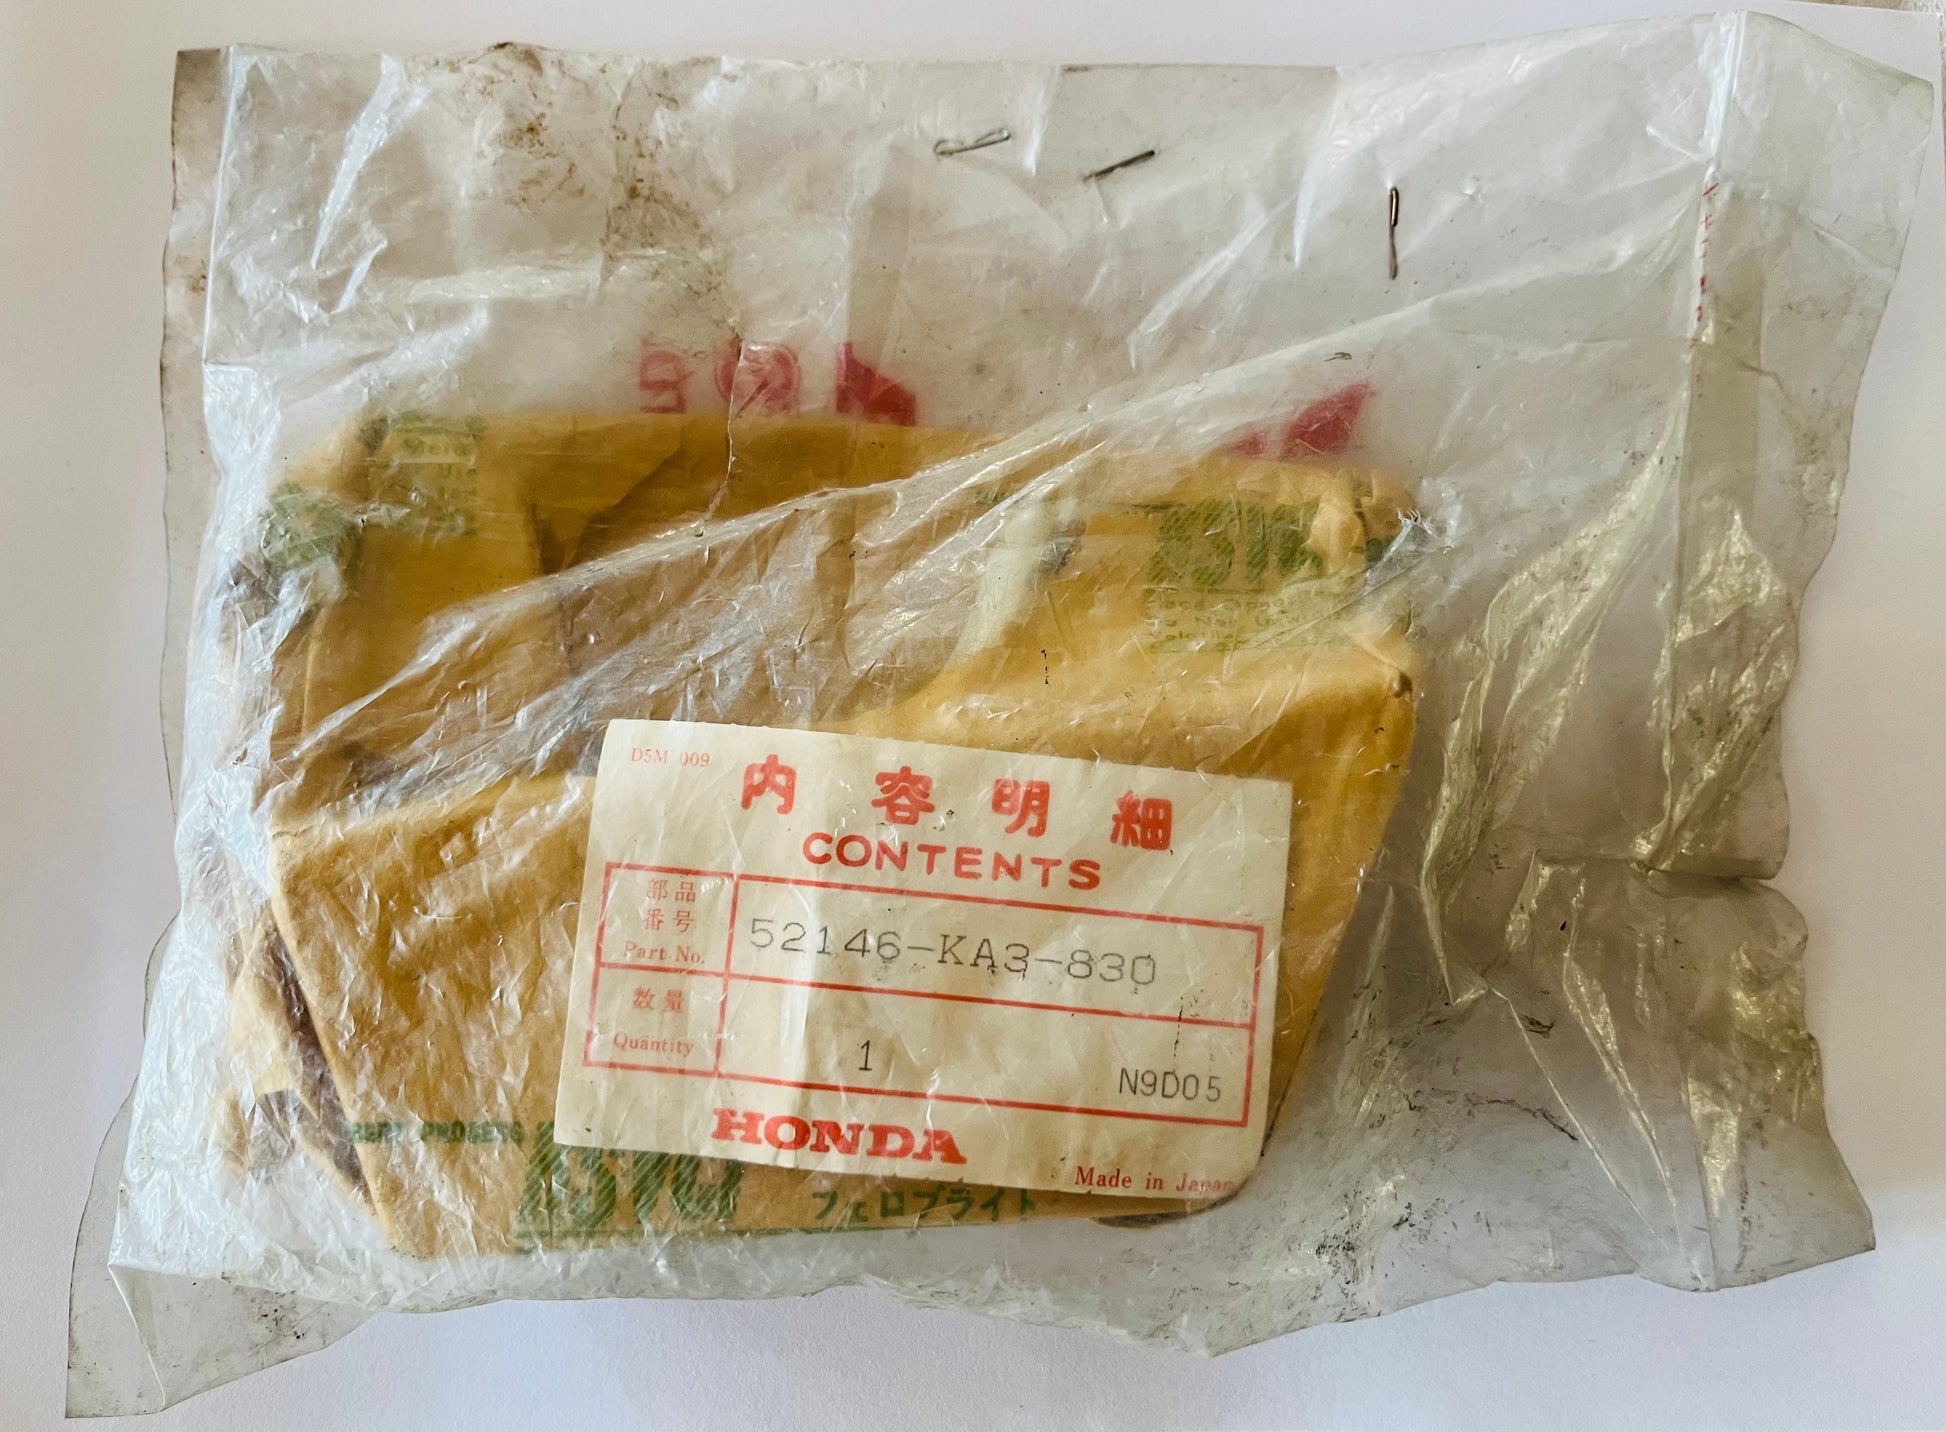 D5M 009
内容明細
CONTENTS
部品
番号
Part No.
52146-KA3-830
数量
Quantity
1
N9D05
HONDA
Made in Japan
フェロブライト